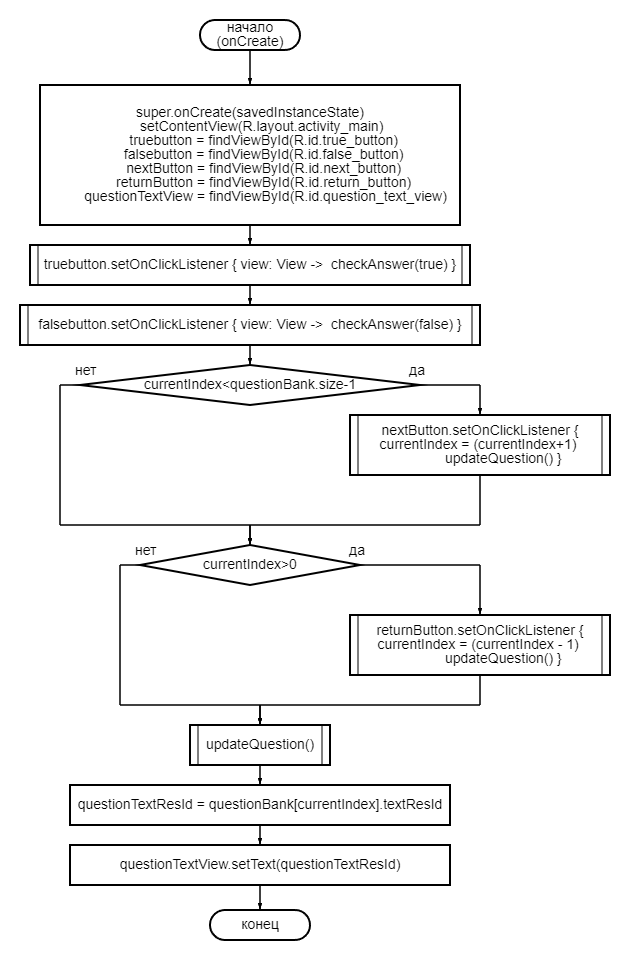 начало
(onCreate)
super.onCreate(savedInstanceState)
setContentView(R.layout.activity_main)
truebutton = findViewById(R.id.true_button)
falsebutton = findViewById(R.id.false_button)
nextButton = findViewById(R.id.next_button)
returnButton = findViewById(R.id.return_button)
questionTextView = findViewById(R.id.question_text_view)
truebutton.setOnClickListener { view: View -> checkAnswer(true) }
falsebutton.setOnClickListener { view: View -> checkAnswer(false) }
нет
да
currentIndex<questionBank.size-1
nextButton.setOnClickListener {
currentIndex = (currentIndex+1)
updateQuestion() }
нет
да
currentIndex>0
returnButton.setOnClickListener {
currentIndex = (currentIndex - 1)
updateQuestion() }
updateQuestion()
questionTextResId = questionBank[currentIndex].textResId
questionTextView.setText(questionTextResId)
конец